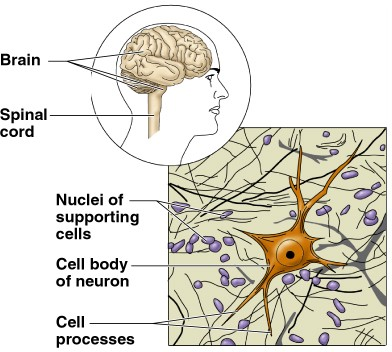 Brain
Spinal
cord
Nuclei of
supporting
cells
Cell body
of neuron
Cell
processes